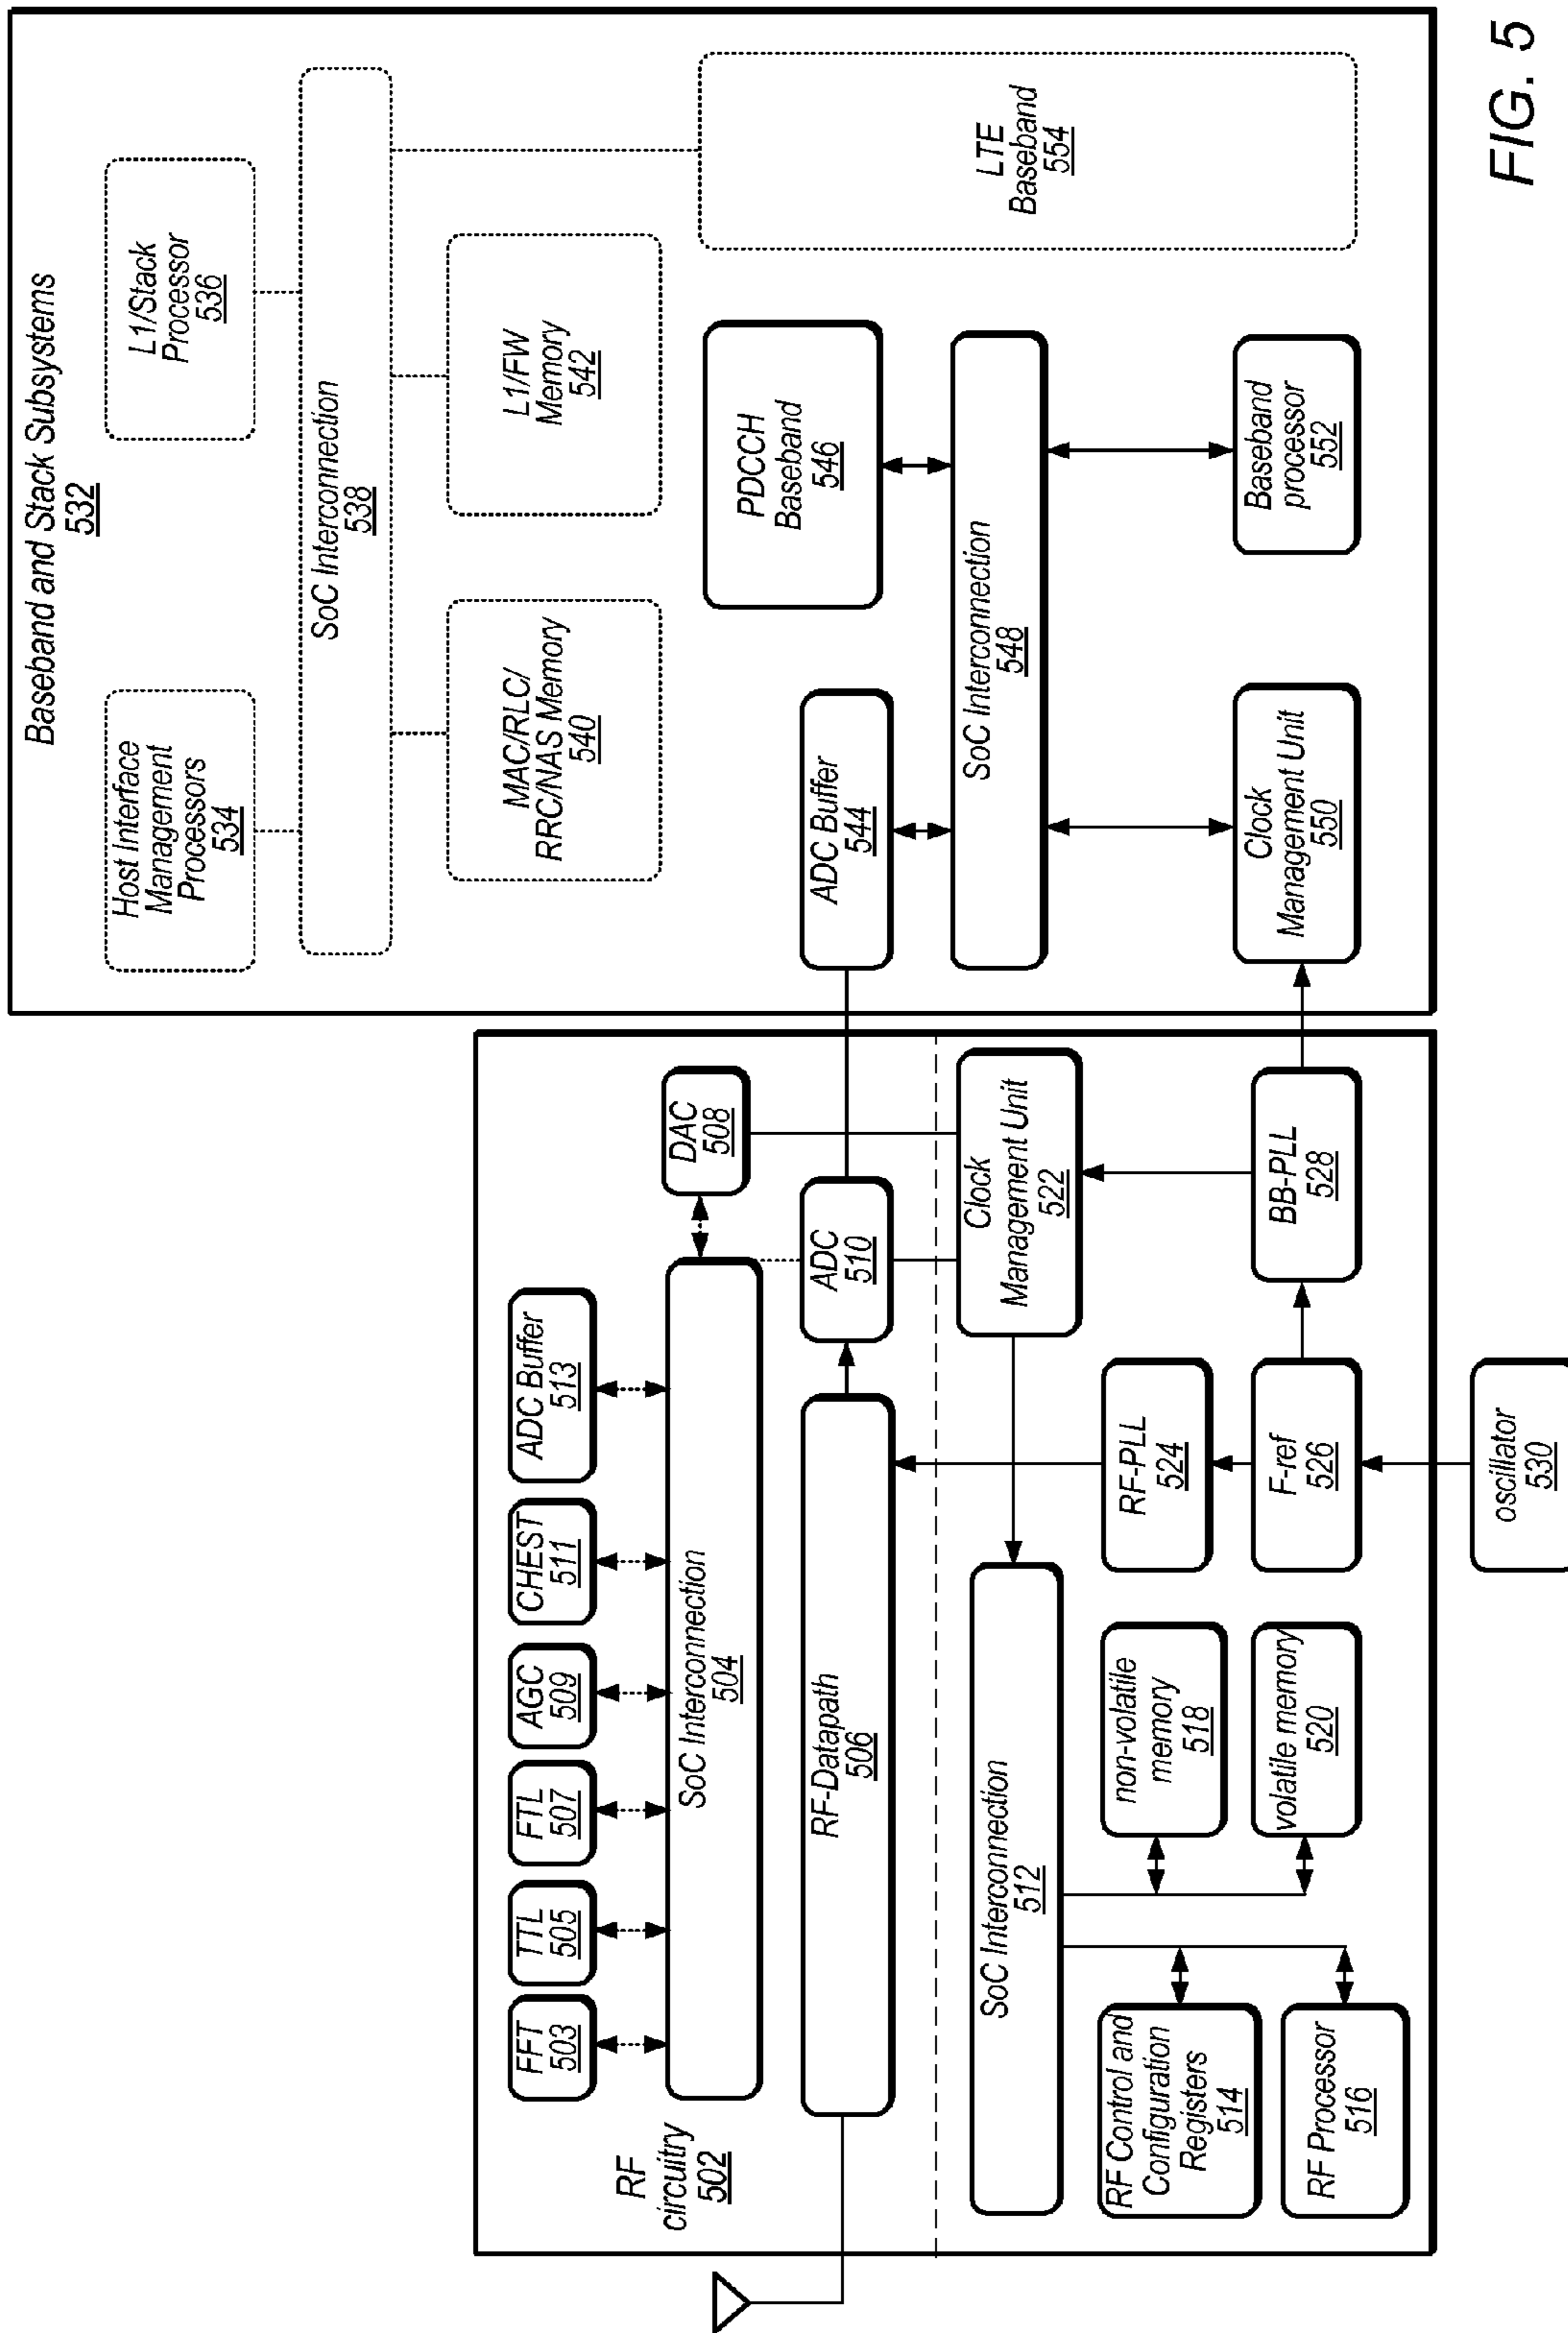 Baseband and Stack Subsystems
532
Host Interface
Management
Processors
534
L1/Stack
Processor
536
SoC Interconnection
538
MAC/RLC/
RRC/NAS Memory
540
L1/FW
Memory
542
ADC Buffer
544
PDCCH
Baseband
546
SoC Interconnection
548
Clock
Management Unit
550
Baseband
processor
552
LTE
Baseband
554
RF
circuitry
502
FFT
503
TTL
505
FTL
507
AGC
509
CHEST
511
ADC Buffer
513
SoC Interconnection
504
DAC
508
RF-Datapath
506
ADC
510
SoC Interconnection
512
Clock
Management Unit
522
RF Control and
Configuration
Registers
514
RF Processor
516
non-volatile
memory
518
volatile memory
520
RF-PLL
524
F-ref
526
BB-PLL
528
oscillator
530
FIG. 5